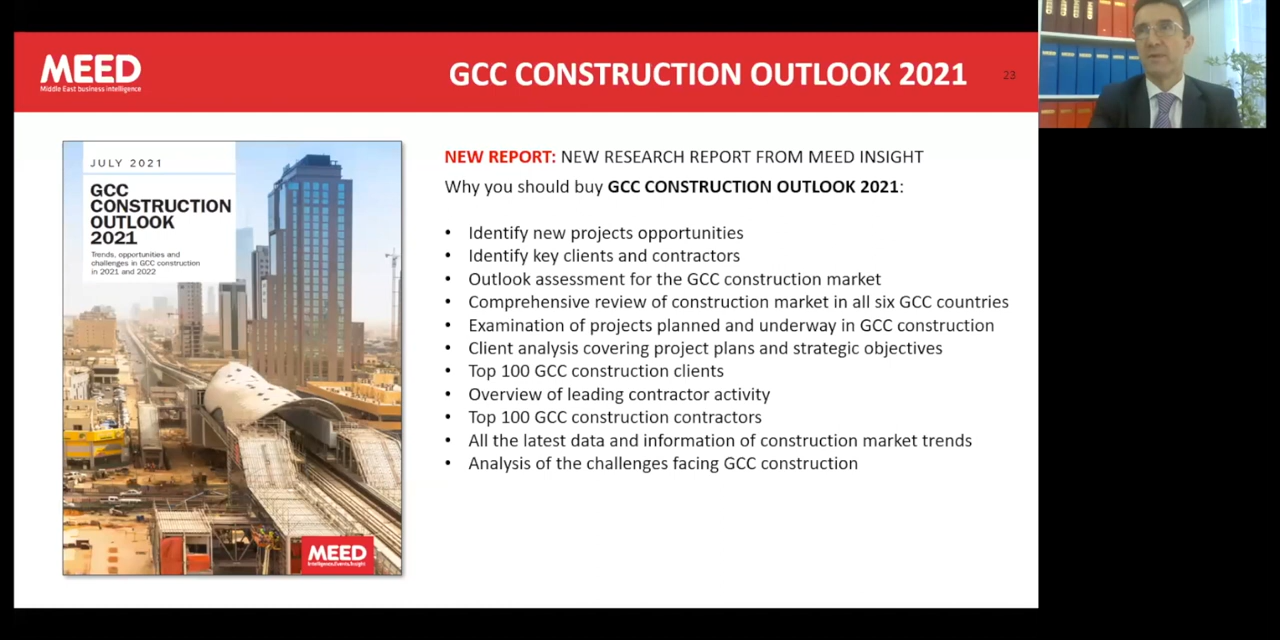 MEED
Middle East business intelligence
GCC CONSTRUCTION OUTLOOK 2021
23
JULY 2021
GCC
CONSTRUCTION
OUTLOOK
2021
Trends, opportunities and
challenges in GCC construction
in 2021 and 2022
MEED
Intelligence.Events.Insight
NEW REPORT: NEW RESEARCH REPORT FROM MEED INSIGHT
Why you should buy GCC CONSTRUCTION OUTLOOK 2021:
• Identify new projects opportunities
• Identify key clients and contractors
• Outlook assessment for the GCC construction market
• Comprehensive review of construction market in all six GCC countries
• Examination of projects planned and underway in GCC construction
• Client analysis covering project plans and strategic objectives
• Top 100 GCC construction clients
• Overview of leading contractor activity
• Top 100 GCC construction contractors
• All the latest data and information of construction market trends
• Analysis of the challenges facing GCC construction